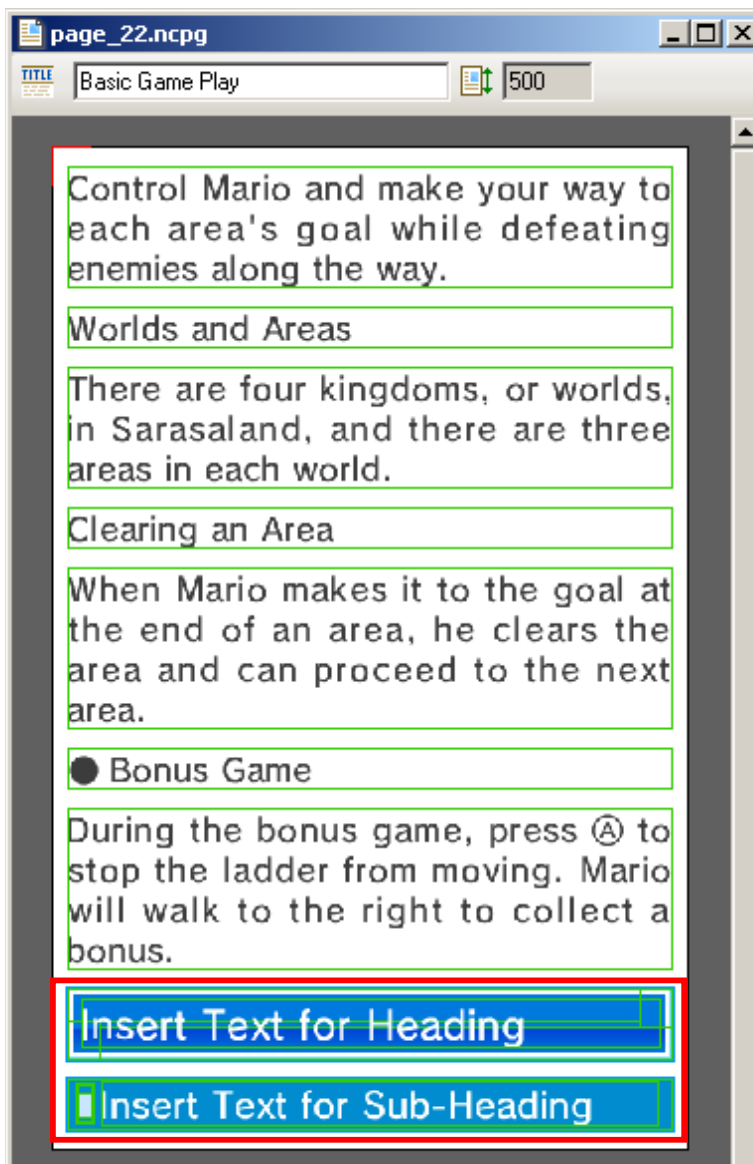 page_22.ncpg
TITLE
Basic Game Play
500
Control Mario and make your way to
each area's goal while defeating
enemies along the way.
Worlds and Areas
There are four kingdoms, or worlds,
in Sarasaland, and there are three
areas in each world.
Clearing an Area
When Mario makes it to the goal at
the end of an area, he clears the
area and can proceed to the next
area.
● Bonus Game
During the bonus game, press Ⓐ to
stop the ladder from moving. Mario
will walk to the right to collect a
bonus.
Insert Text for Heading
Insert Text for Sub-Heading